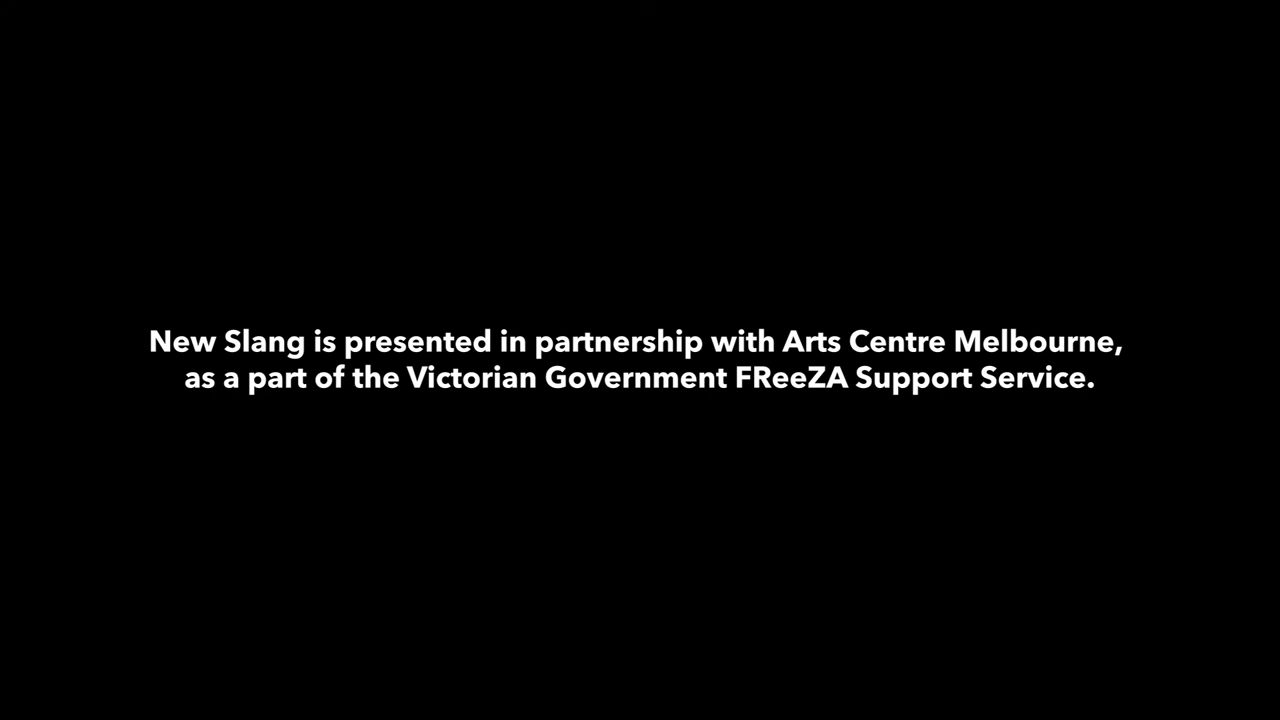 New Slang is presented in partnership with Arts Centre Melbourne,
as a part of the Victorian Government FReeZA Support Service.